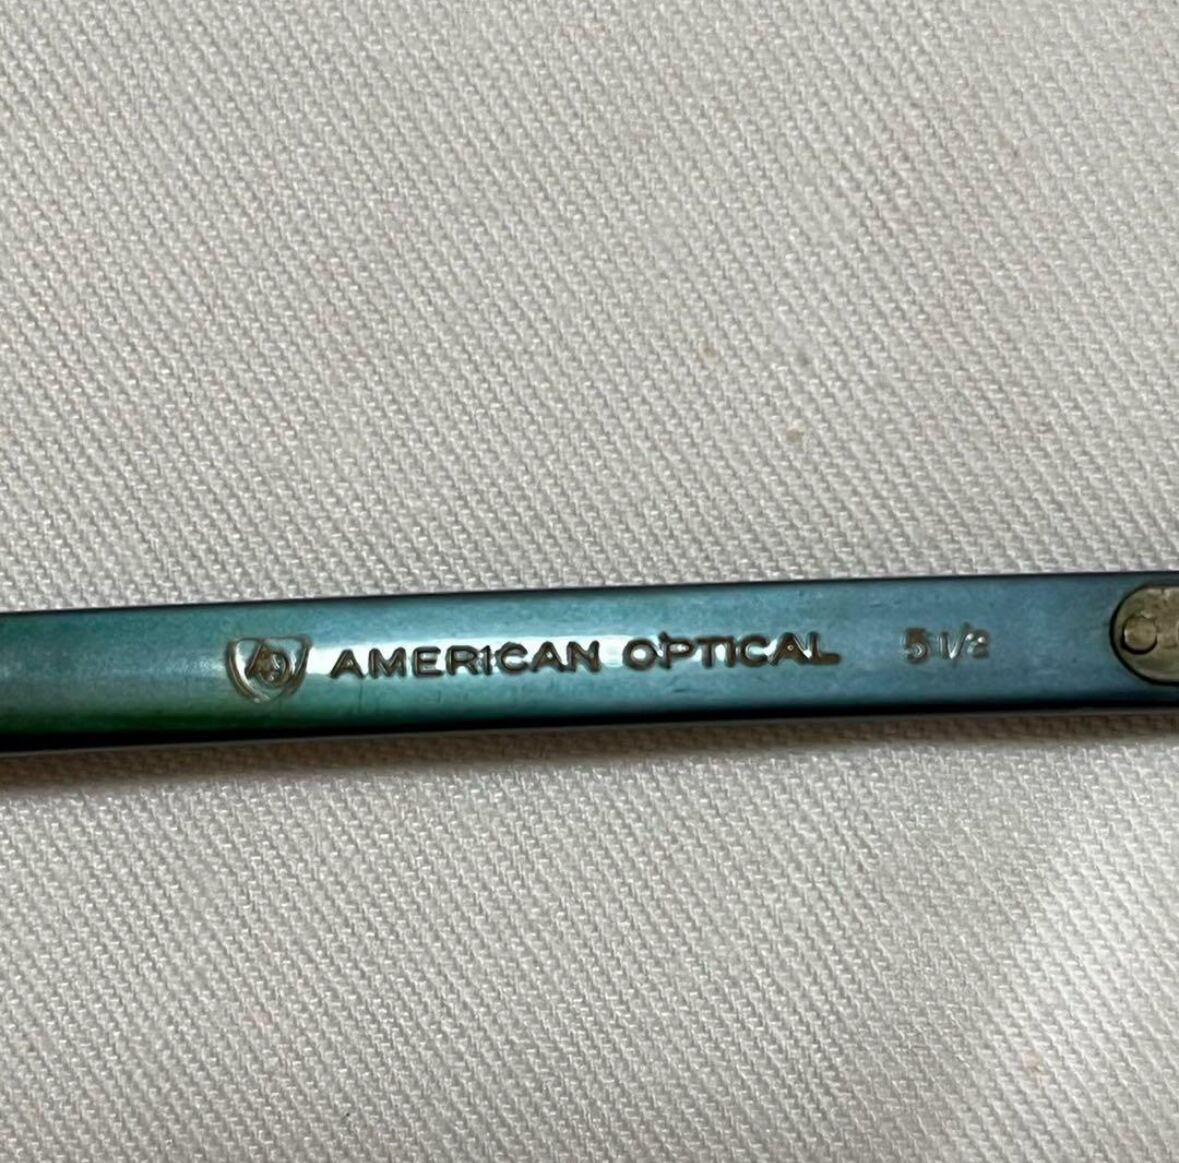 AO AMERICAN OPTICAL 5 1/2